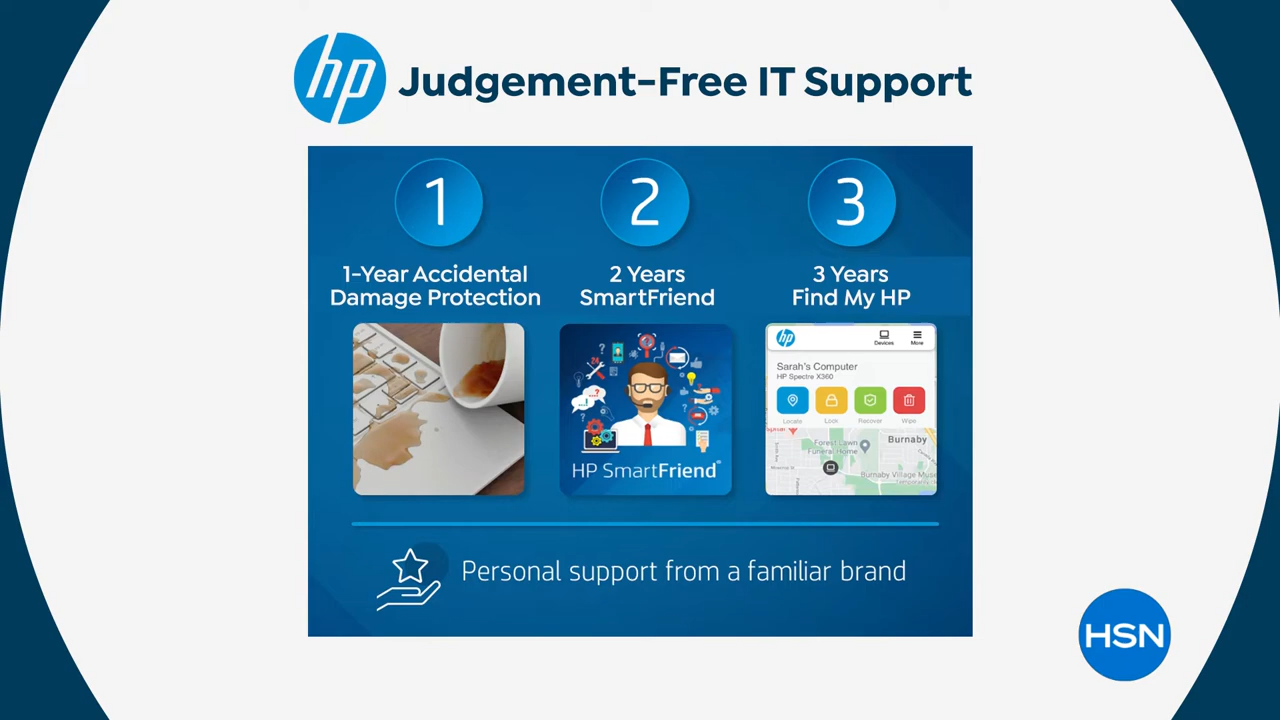 hp Judgement-Free IT Support
1
2
3
1-Year Accidental
Damage Protection
2 Years
SmartFriend
3 Years
Find My HP
24
HP SmartFriend
hp
Devices
More
Sarah's Computer
HP Spectre X360
Locate
Lock
Recover
Wipe
Forest Lawn
Funeral Home
Burnaby
Burnaby Village Muse
Personal support from a familiar brand
HSN